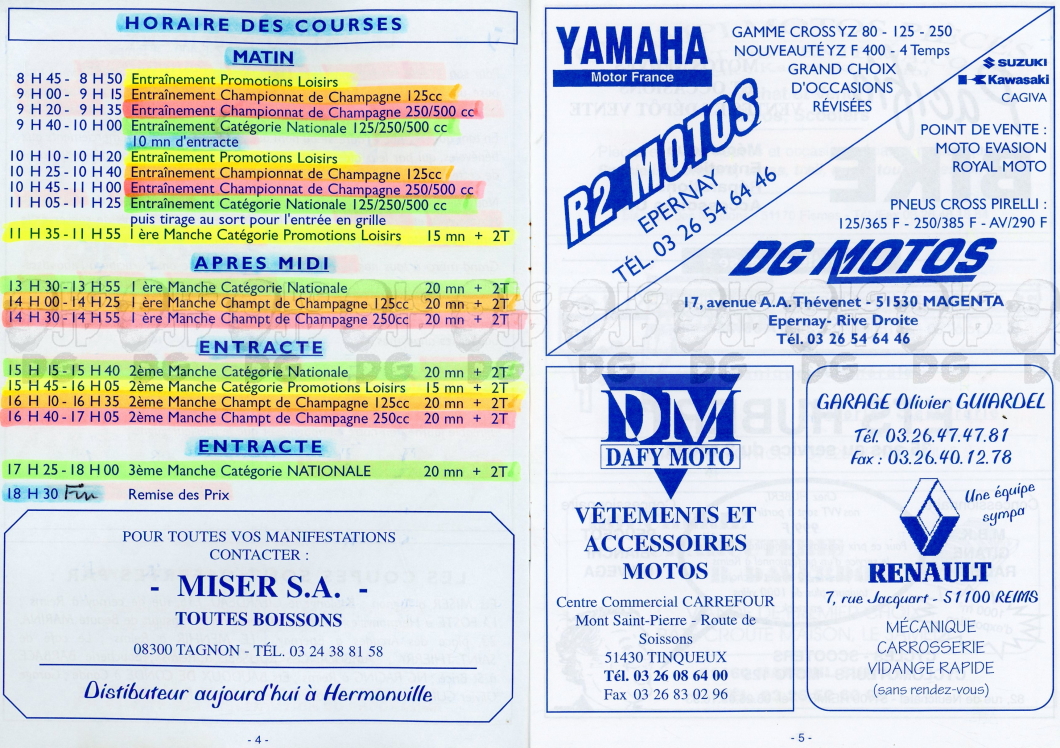 HORAIRE DES COURSES
MATIN
8 H 45 - 8 H 50 Entraînement Promotions Loisirs
9 H 00 - 9 H 15 Entraînement Championnat de Champagne 125cc
9 H 20 - 9 H 35 Entraînement Championnat de Champagne 250/500 cc
9 H 40 - 10 H 00 Entraînement Catégorie Nationale 125/250/500 cc
10 mn d'entracte
10 H 10 - 10 H 20 Entraînement Promotions Loisirs
10 H 25 - 10 H 40 Entraînement Championnat de Champagne 125cc
10 H 45 - 11 H 00 Entraînement Championnat de Champagne 250/500 cc
11 H 05 - 11 H 25 Entraînement Catégorie Nationale 125/250/500 cc
puis tirage au sort pour l'entrée en grille
11 H 35 - 11 H 55 1 ère Manche Catégorie Promotions Loisirs 15 mn + 2T
APRES MIDI
13 H 30 - 13 H 55 1 ère Manche Catégorie Nationale 20 mn + 2T
14 H 00 - 14 H 25 1 ère Manche Champt de Champagne 125cc 20 mn + 2T
14 H 30 - 14 H 55 1 ère Manche Champt de Champagne 250cc 20 mn + 2T
ENTRACTE
15 H 15 - 15 H 40 2ème Manche Catégorie Nationale 20 mn + 2T
15 H 45 - 16 H 05 2ème Manche Catégorie Promotions Loisirs 15 mn + 2T
16 H 10 - 16 H 35 2ème Manche Champt de Champagne 125cc 20 mn + 2T
16 H 40 - 17 H 05 2ème Manche Champt de Champagne 250cc 20 mn + 2T
ENTRACTE
17 H 25 - 18 H 00 3ème Manche Catégorie NATIONALE 20 mn + 2T
18 H 30 Fin Remise des Prix
POUR TOUTES VOS MANIFESTATIONS
CONTACTER :
- MISER S.A. -
TOUTES BOISSONS
08300 TAGNON - TÉL. 03 24 38 81 58
Distributeur aujourd'hui à Hermonville
- 4 -
YAMAHA
Motor France
GAMME CROSS YZ 80 - 125 - 250
NOUVEAUTÉ YZ F 400 - 4 Temps
GRAND CHOIX
D'OCCASIONS
RÉVISÉES
R2 MOTOS
EPERNAY
TÉL. 03 26 54 64 46
SUZUKI
Kawasaki
CAGIVA
POINT DE VENTE :
MOTO EVASION
ROYAL MOTO
PNEUS CROSS PIRELLI :
125/365 F - 250/385 F - AV/290 F
DG MOTOS
17, avenue A.A. Thévenet - 51530 MAGENTA
Epernay- Rive Droite
Tél. 03 26 54 64 46
DM
DAFY MOTO
VÊTEMENTS ET
ACCESSOIRES
MOTOS
Centre Commercial CARREFOUR
Mont Saint-Pierre - Route de
Soissons
51430 TINQUEUX
Tél. 03 26 08 64 00
Fax 03 26 83 02 96
GARAGE Olivier GUIARDEL
Tél. 03.26.47.47.81
Fax : 03.26.40.12.78
Une équipe
sympa
RENAULT
7, rue Jacquart - 51100 REIMS
MÉCANIQUE
CARROSSERIE
VIDANGE RAPIDE
(sans rendez-vous)
- 5 -